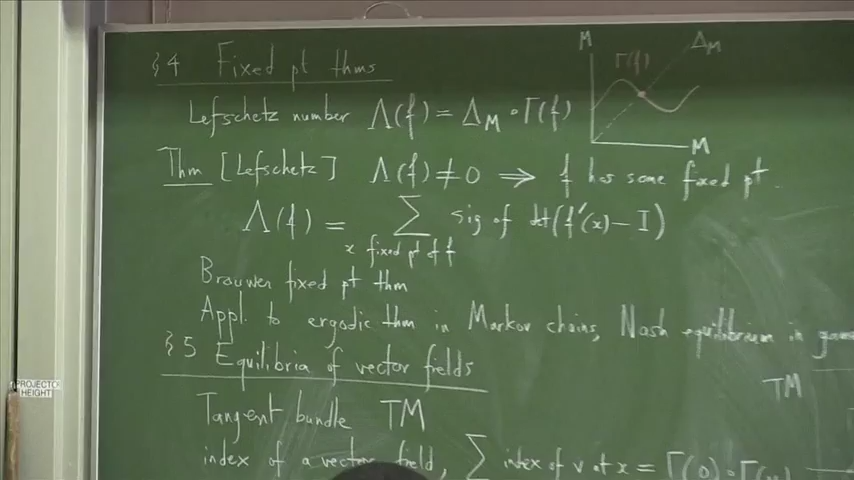 §4 Fixed pt thms
Lefschetz number Λ(f) = Δ_M · Γ(f)
M Γ(f) Δ_M
M
Thm [Lefschetz] Λ(f) ≠ 0 ⇒ f has some fixed pt.
Λ(f) = Σ sig of det(f'(x) − I)
x fixed pt of f
Brouwer fixed pt thm
Appl. to ergodic thm in Markov chains, Nash equilibrium in
§5 Equilibria of vector fields
Tangent bundle TM
TM
index of a vector field, Σ index of v at x = Γ(0) · Γ(v)
PROJECTOR
HEIGHT